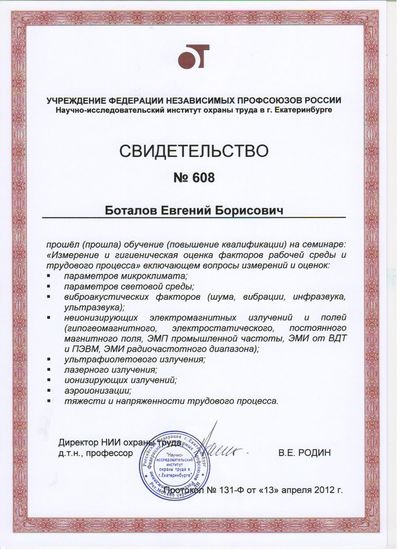 ОТ
УЧРЕЖДЕНИЕ ФЕДЕРАЦИИ НЕЗАВИСИМЫХ ПРОФСОЮЗОВ РОССИИ
Научно-исследовательский институт охраны труда в г. Екатеринбурге
СВИДЕТЕЛЬСТВО
№ 608
Боталов Евгений Борисович
прошёл (прошла) обучение (повышение квалификации) на семинаре:
«Измерение и гигиеническая оценка факторов рабочей среды и
трудового процесса» включающем вопросы измерений и оценок:
▪ параметров микроклимата;
▪ параметров световой среды;
▪ виброакустических факторов (шума, вибрации, инфразвука,
ультразвука);
▪ неионизирующих электромагнитных излучений и полей
(гипогеомагнитного, электростатического, постоянного
магнитного поля, ЭМП промышленной частоты, ЭМИ от ВДТ
и ПЭВМ, ЭМИ радиочастотного диапазона);
▪ ультрафиолетового излучения;
▪ лазерного излучения;
▪ ионизирующих излучений;
▪ аэроионизации;
▪ тяжести и напряженности трудового процесса.
Директор НИИ охраны труда,
д.т.н., профессор
В.Е. РОДИН
"Научно-
исследовательский
институт
охраны труда в
г.Екатеринбурге"
Протокол № 131-Ф от «13» апреля 2012 г.